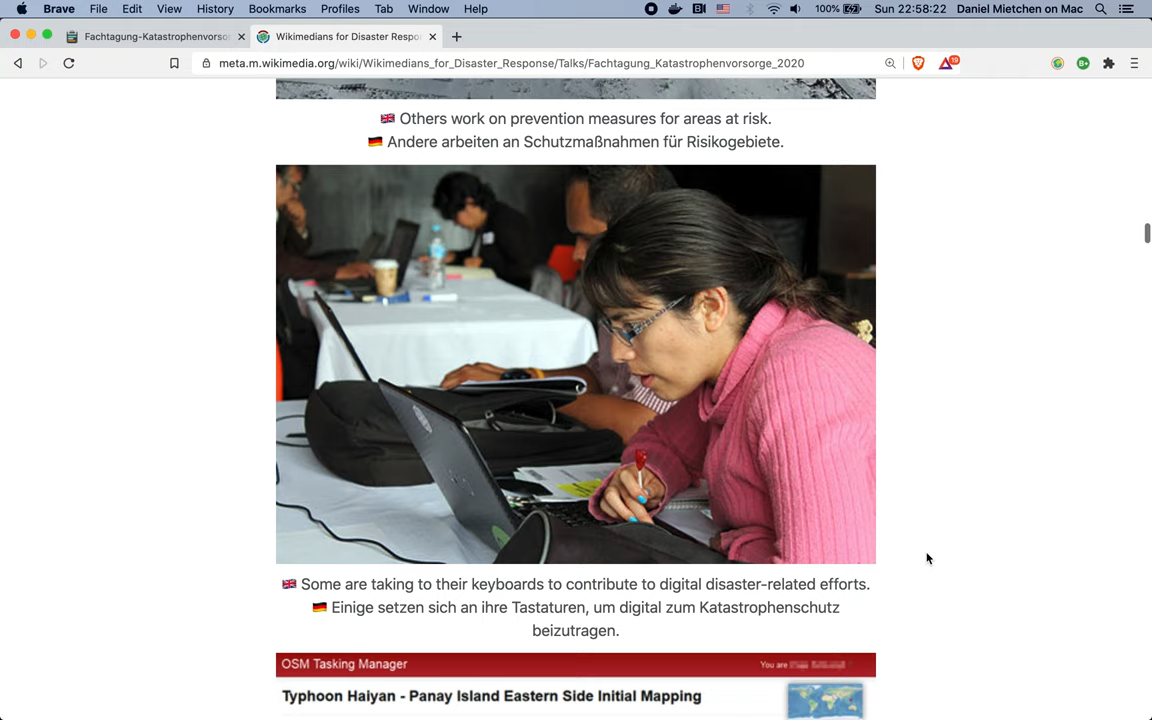 Brave File Edit View History Bookmarks Profiles Tab Window Help 100% Sun 22:58:22 Daniel Mietchen on Mac
Fachtagung-Katastrophenvorso Wikimedians for Disaster Respo
meta.m.wikimedia.org/wiki/Wikimedians_for_Disaster_Response/Talks/Fachtagung_Katastrophenvorsorge_2020 19
Others work on prevention measures for areas at risk.
Andere arbeiten an Schutzmaßnahmen für Risikogebiete.
Some are taking to their keyboards to contribute to digital disaster-related efforts.
Einige setzen sich an ihre Tastaturen, um digital zum Katastrophenschutz
beizutragen.
OSM Tasking Manager You are
Typhoon Haiyan - Panay Island Eastern Side Initial Mapping